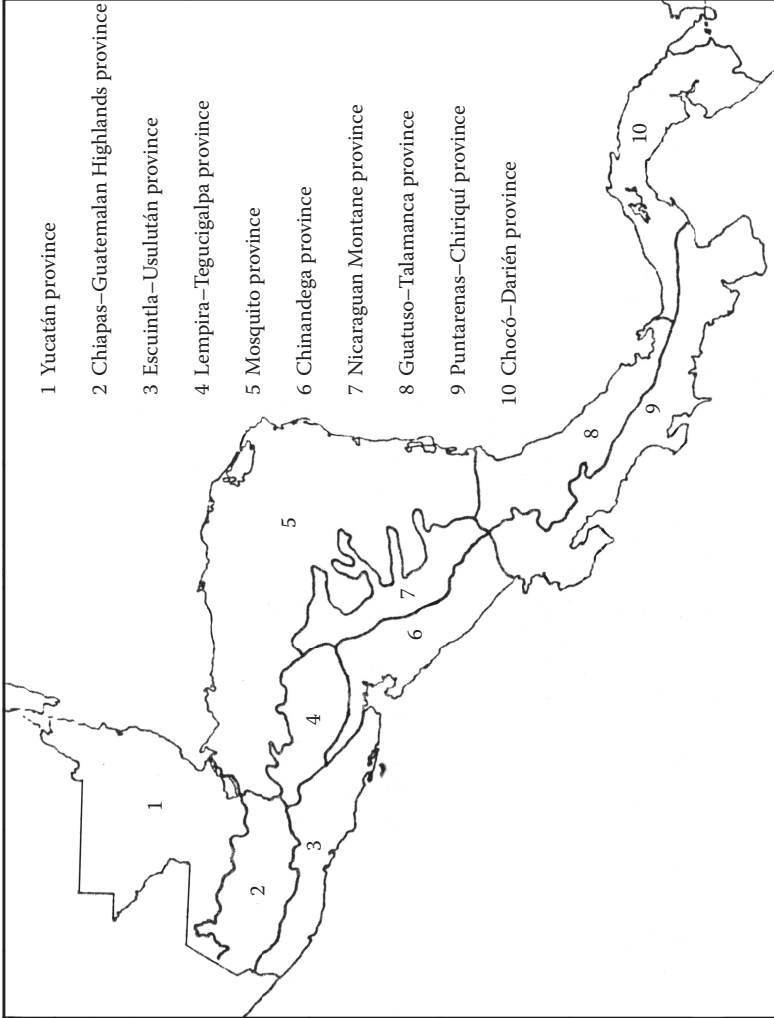 1 Yucatán province
2 Chiapas–Guatemalan Highlands province
3 Escuintla–Usulután province
4 Lempira–Tegucigalpa province
5 Mosquito province
6 Chinandega province
7 Nicaraguan Montane province
8 Guatuso–Talamanca province
9 Puntarenas–Chiriquí province
10 Chocó–Darién province
1
2
3
4
5
6
7
8
9
10